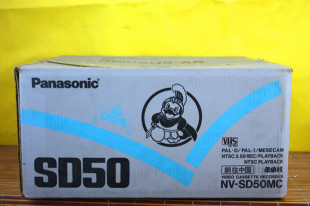 Panasonic
VHS
PAL-D/PAL-I/MESECAM
NTSC 3.58 REC/PLAYBACK
NTSC PLAYBACK
SD50
VIDEO CASSETTE RECORDER
NV-SD50MC